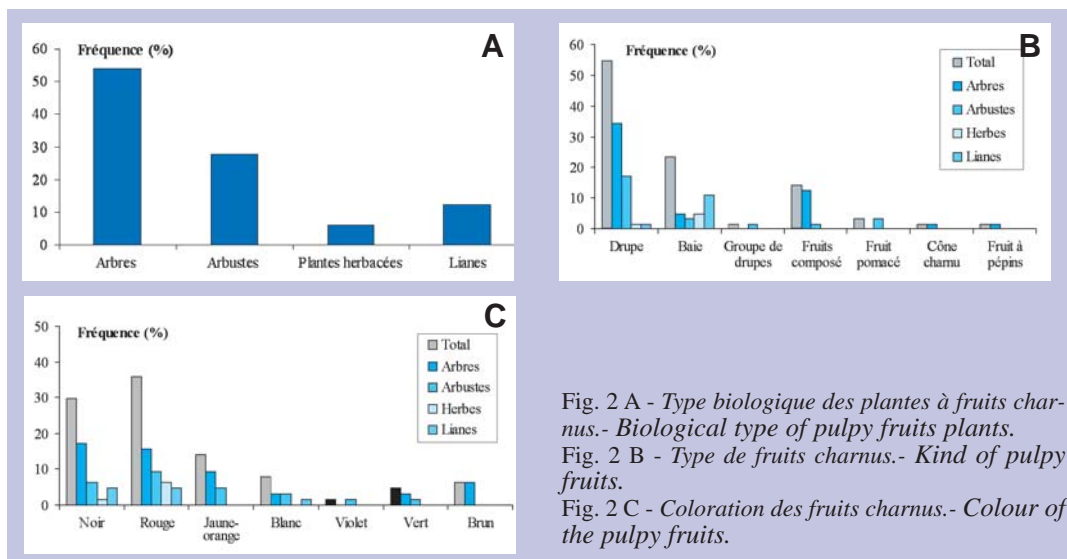 A
Fréquence (%)
60
50
40
30
20
10
0
Arbres Arbustes Plantes herbacées Lianes
B
Fréquence (%)
60
50
40
30
20
10
0
Total
Arbres
Arbustes
Herbes
Lianes
Drupe Baie Groupe de Fruits Fruit Cône Fruit à
drupes composé pomacé charnu pépins
C
Fréquence (%)
50
40
30
20
10
0
Total
Arbres
Arbustes
Herbes
Lianes
Noir Rouge Jaune- Blanc Violet Vert Brun
orange
Fig. 2 A - Type biologique des plantes à fruits char-
nus.- Biological type of pulpy fruits plants.
Fig. 2 B - Type de fruits charnus.- Kind of pulpy
fruits.
Fig. 2 C - Coloration des fruits charnus.- Colour of
the pulpy fruits.